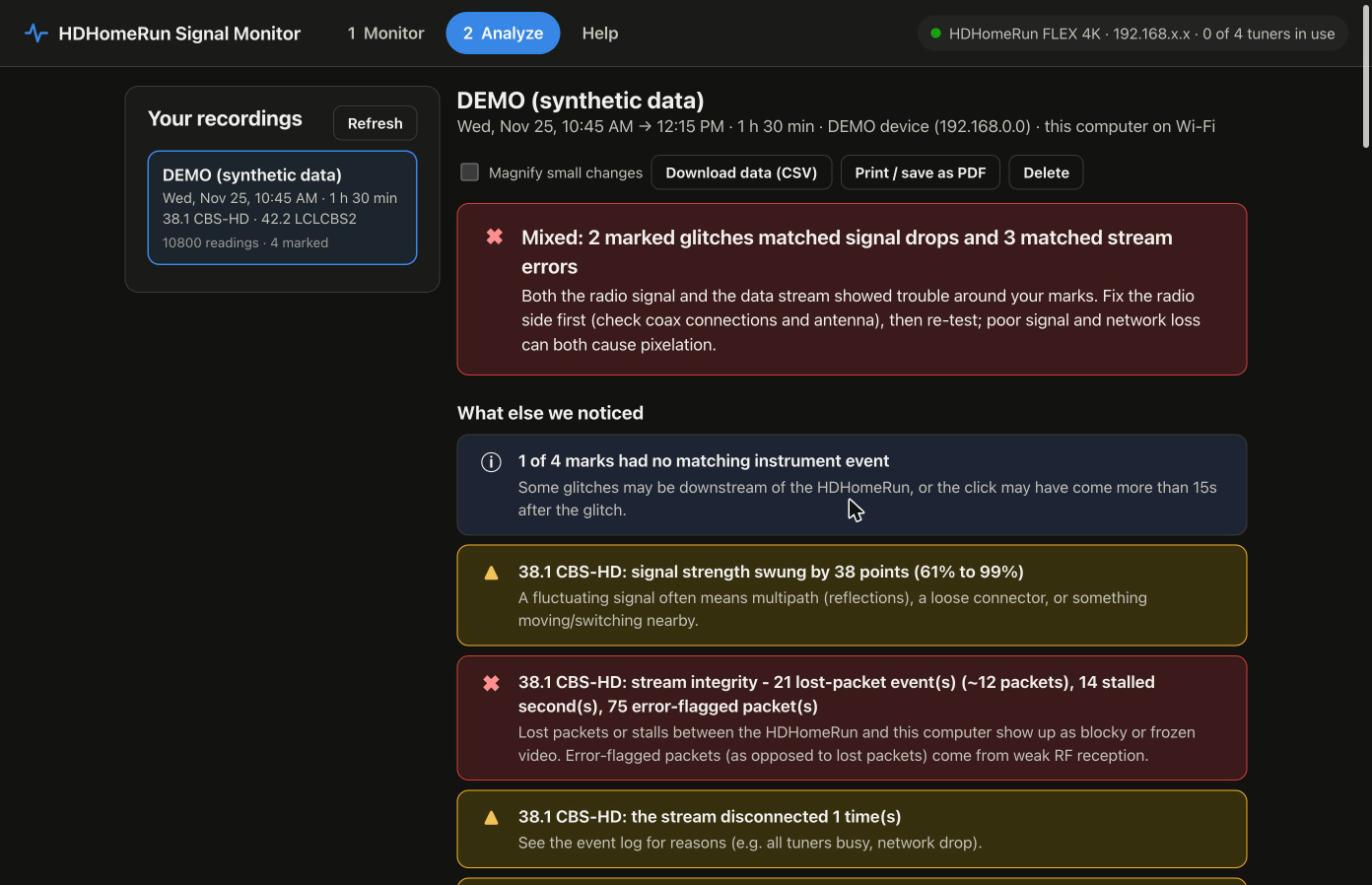 HDHomeRun Signal Monitor
1 Monitor
2 Analyze
Help
HDHomeRun FLEX 4K · 192.168.x.x · 0 of 4 tuners in use
Your recordings
Refresh
DEMO (synthetic data)
Wed, Nov 25, 10:45 AM · 1 h 30 min
38.1 CBS-HD · 42.2 LCLCBS2
10800 readings · 4 marked
DEMO (synthetic data)
Wed, Nov 25, 10:45 AM → 12:15 PM · 1 h 30 min · DEMO device (192.168.0.0) · this computer on Wi-Fi
Magnify small changes
Download data (CSV)
Print / save as PDF
Delete
Mixed: 2 marked glitches matched signal drops and 3 matched stream
errors
Both the radio signal and the data stream showed trouble around your marks. Fix the radio
side first (check coax connections and antenna), then re-test; poor signal and network loss
can both cause pixelation.
What else we noticed
1 of 4 marks had no matching instrument event
Some glitches may be downstream of the HDHomeRun, or the click may have come more than 15s
after the glitch.
38.1 CBS-HD: signal strength swung by 38 points (61% to 99%)
A fluctuating signal often means multipath (reflections), a loose connector, or something
moving/switching nearby.
38.1 CBS-HD: stream integrity - 21 lost-packet event(s) (~12 packets), 14 stalled
second(s), 75 error-flagged packet(s)
Lost packets or stalls between the HDHomeRun and this computer show up as blocky or frozen
video. Error-flagged packets (as opposed to lost packets) come from weak RF reception.
38.1 CBS-HD: the stream disconnected 1 time(s)
See the event log for reasons (e.g. all tuners busy, network drop).